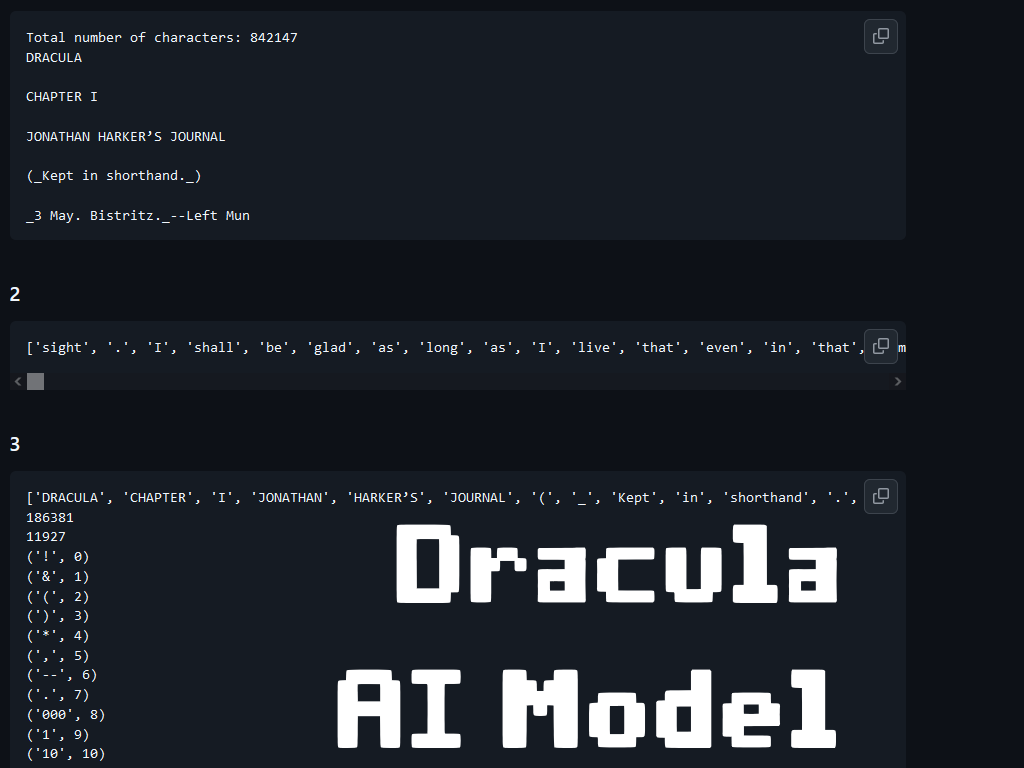 Total number of characters: 842147
DRACULA
CHAPTER I
JONATHAN HARKER’S JOURNAL
(_Kept in shorthand._)
_3 May. Bistritz._--Left Mun
2
['sight', '.', 'I', 'shall', 'be', 'glad', 'as', 'long', 'as', 'I', 'live', 'that', 'even', 'in', 'that',
3
['DRACULA', 'CHAPTER', 'I', 'JONATHAN', 'HARKER’S', 'JOURNAL', '(', '_', 'Kept', 'in', 'shorthand', '.',
186381
11927
('!', 0)
('&', 1)
('(', 2)
(')', 3)
('*', 4)
(',', 5)
('--', 6)
('.', 7)
('000', 8)
('1', 9)
('10', 10)
Dracula
AI Model